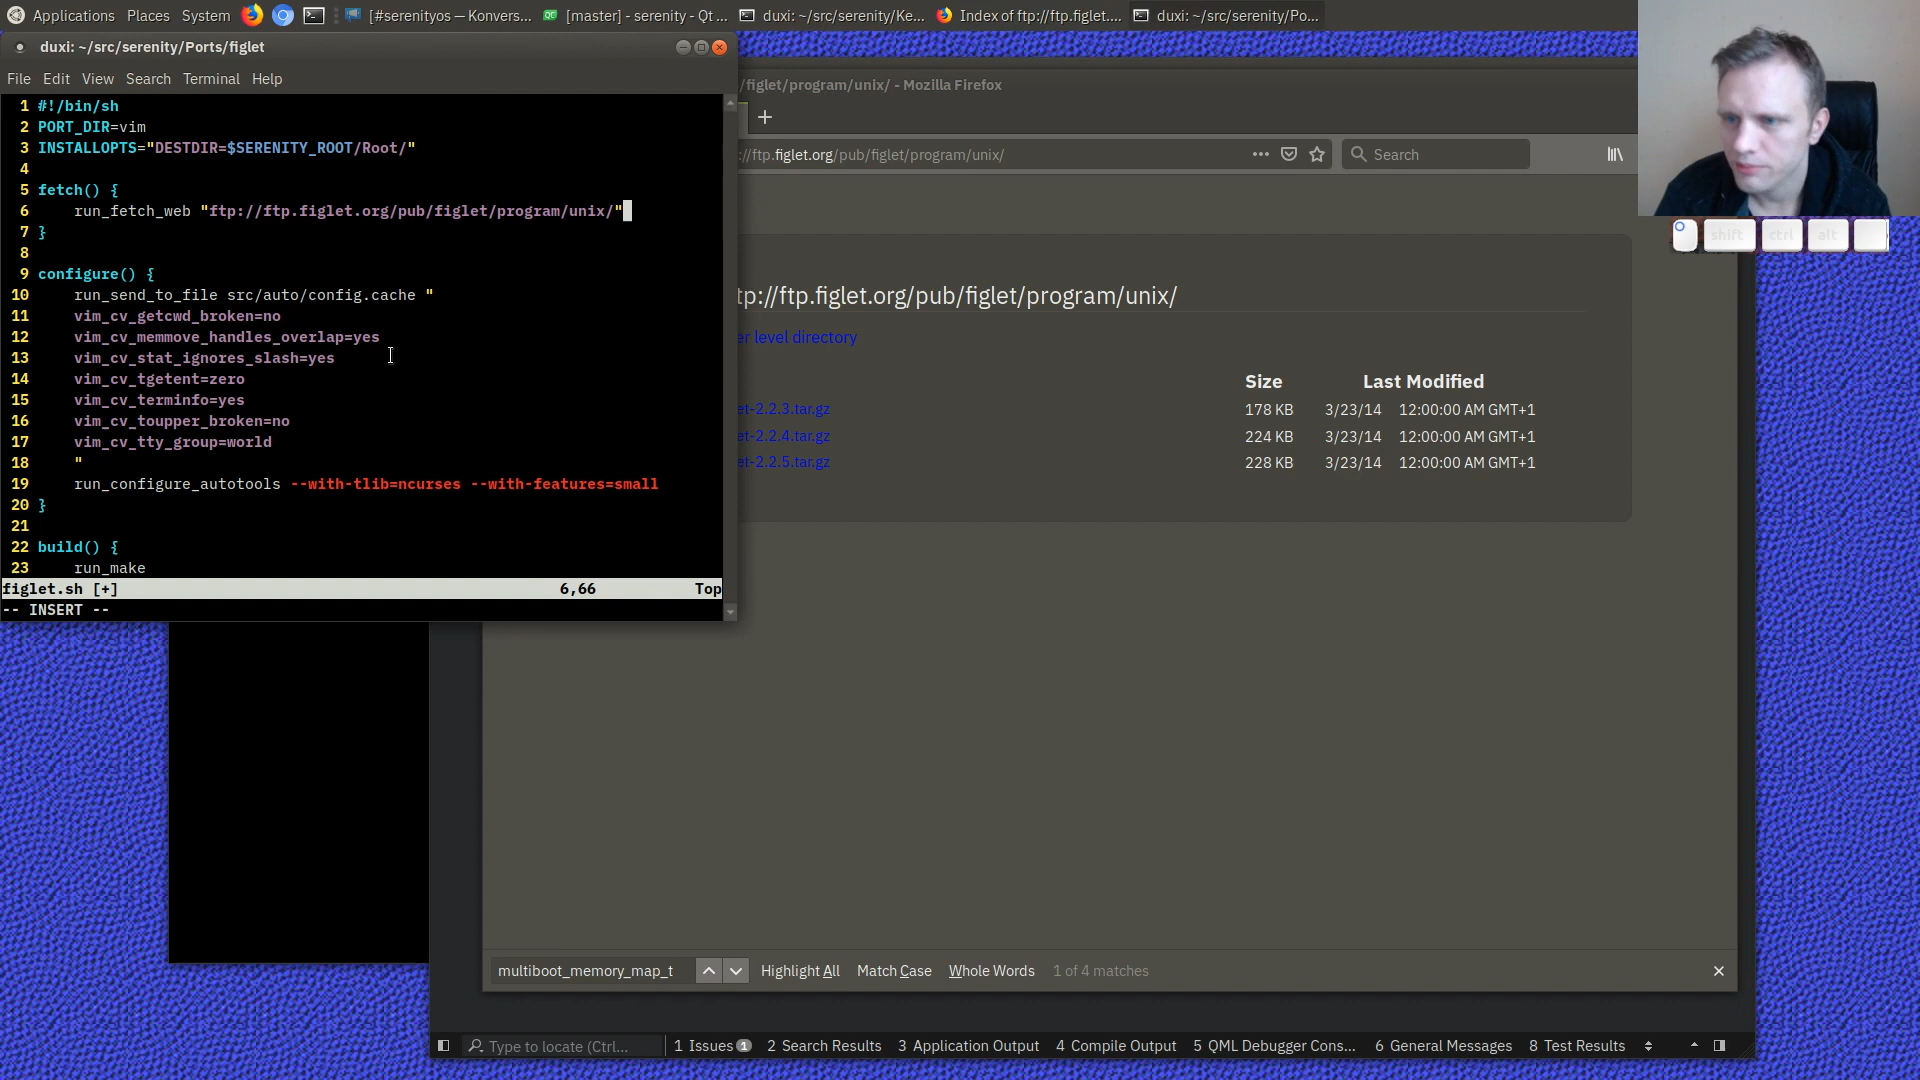 Applications Places System [#serenityos — Konvers... [master] - serenity - Qt ... duxi: ~/src/serenity/Ke... Index of ftp://ftp.figlet.... duxi: ~/src/serenity/Po...
duxi: ~/src/serenity/Ports/figlet
File Edit View Search Terminal Help
1 #!/bin/sh
2 PORT_DIR=vim
3 INSTALLOPTS="DESTDIR=$SERENITY_ROOT/Root/"
4
5 fetch() {
6 run_fetch_web "ftp://ftp.figlet.org/pub/figlet/program/unix/"
7 }
8
9 configure() {
10 run_send_to_file src/auto/config.cache "
11 vim_cv_getcwd_broken=no
12 vim_cv_memmove_handles_overlap=yes
13 vim_cv_stat_ignores_slash=yes
14 vim_cv_tgetent=zero
15 vim_cv_terminfo=yes
16 vim_cv_toupper_broken=no
17 vim_cv_tty_group=world
18 "
19 run_configure_autotools --with-tlib=ncurses --with-features=small
20 }
21
22 build() {
23 run_make
figlet.sh [+] 6,66 Top
-- INSERT --
/figlet/program/unix/ - Mozilla Firefox
://ftp.figlet.org/pub/figlet/program/unix/
Search
tp://ftp.figlet.org/pub/figlet/program/unix/
er level directory
Size Last Modified
et-2.2.3.tar.gz 178 KB 3/23/14 12:00:00 AM GMT+1
et-2.2.4.tar.gz 224 KB 3/23/14 12:00:00 AM GMT+1
et-2.2.5.tar.gz 228 KB 3/23/14 12:00:00 AM GMT+1
shift ctrl alt
multiboot_memory_map_t Highlight All Match Case Whole Words 1 of 4 matches
Type to locate (Ctrl... 1 Issues 1 2 Search Results 3 Application Output 4 Compile Output 5 QML Debugger Cons... 6 General Messages 8 Test Results